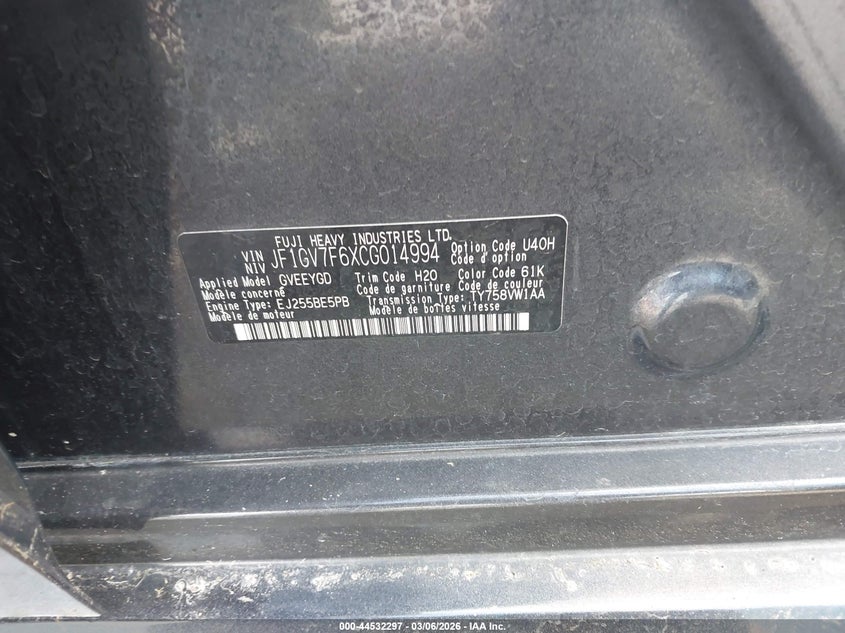 FUJI HEAVY INDUSTRIES LTD.
VIN
NIV JF1GV7F6XCG014994 Option Code U40H
Code d'option
Applied Model GVEEYGD Trim Code H20 Color Code 61K
Modele concerné Code de garniture Code de couleur
Engine Type: EJ255BE5PB Transmission Type: TY758VW1AA
Modele de moteur Modele de boîtes vitesse
000-44532297 - 03/06/2026 - IAA Inc.